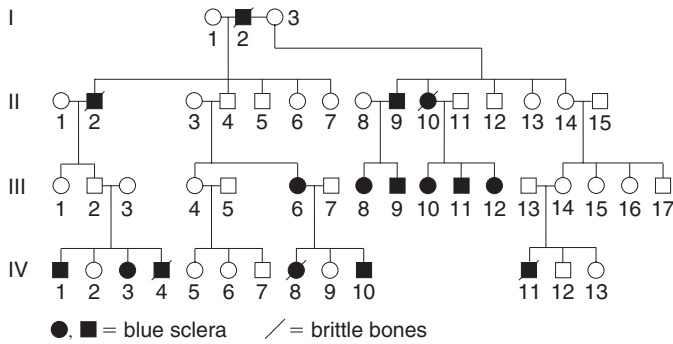 I
1 2 3
II
1 2 3 4 5 6 7 8 9 10 11 12 13 14 15
III
1 2 3 4 5 6 7 8 9 10 11 12 13 14 15 16 17
IV
1 2 3 4 5 6 7 8 9 10 11 12 13
, = blue sclera = brittle bones